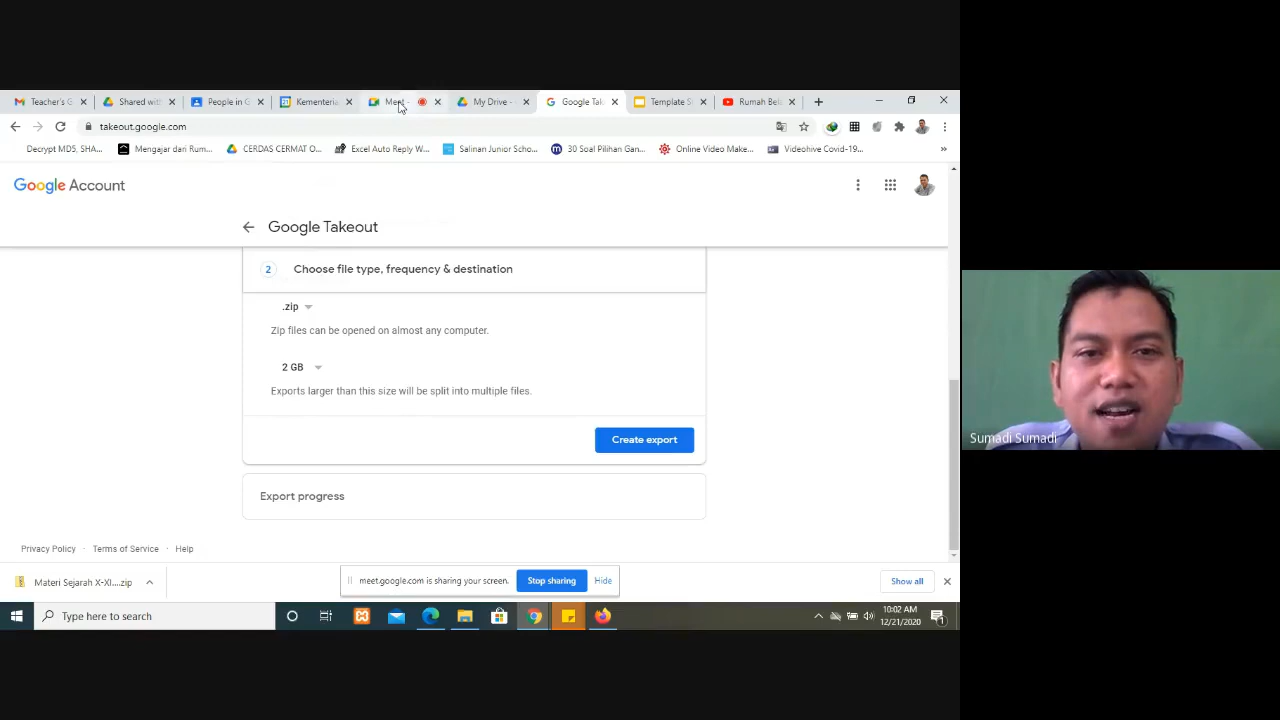 Teacher's G
Shared with
People in G
Kementeria
Meet -
My Drive -
Google Tak
Template S
Rumah Bel
takeout.google.com
Decrypt MD5, SHA...
Mengajar dari Rum...
CERDAS CERMAT O...
Excel Auto Reply W...
Salinan Junior Scho...
30 Soal Pilihan Gan...
Online Video Make...
Videohive Covid-19...
»
Google Account
Google Takeout
2 Choose file type, frequency & destination
.zip
Zip files can be opened on almost any computer.
2 GB
Exports larger than this size will be split into multiple files.
Create export
Sumadi Sumadi
Export progress
Privacy Policy · Terms of Service · Help
Materi Sejarah X-XI....zip
meet.google.com is sharing your screen.
Stop sharing
Hide
Show all
Type here to search
10:02 AM
12/21/2020
1